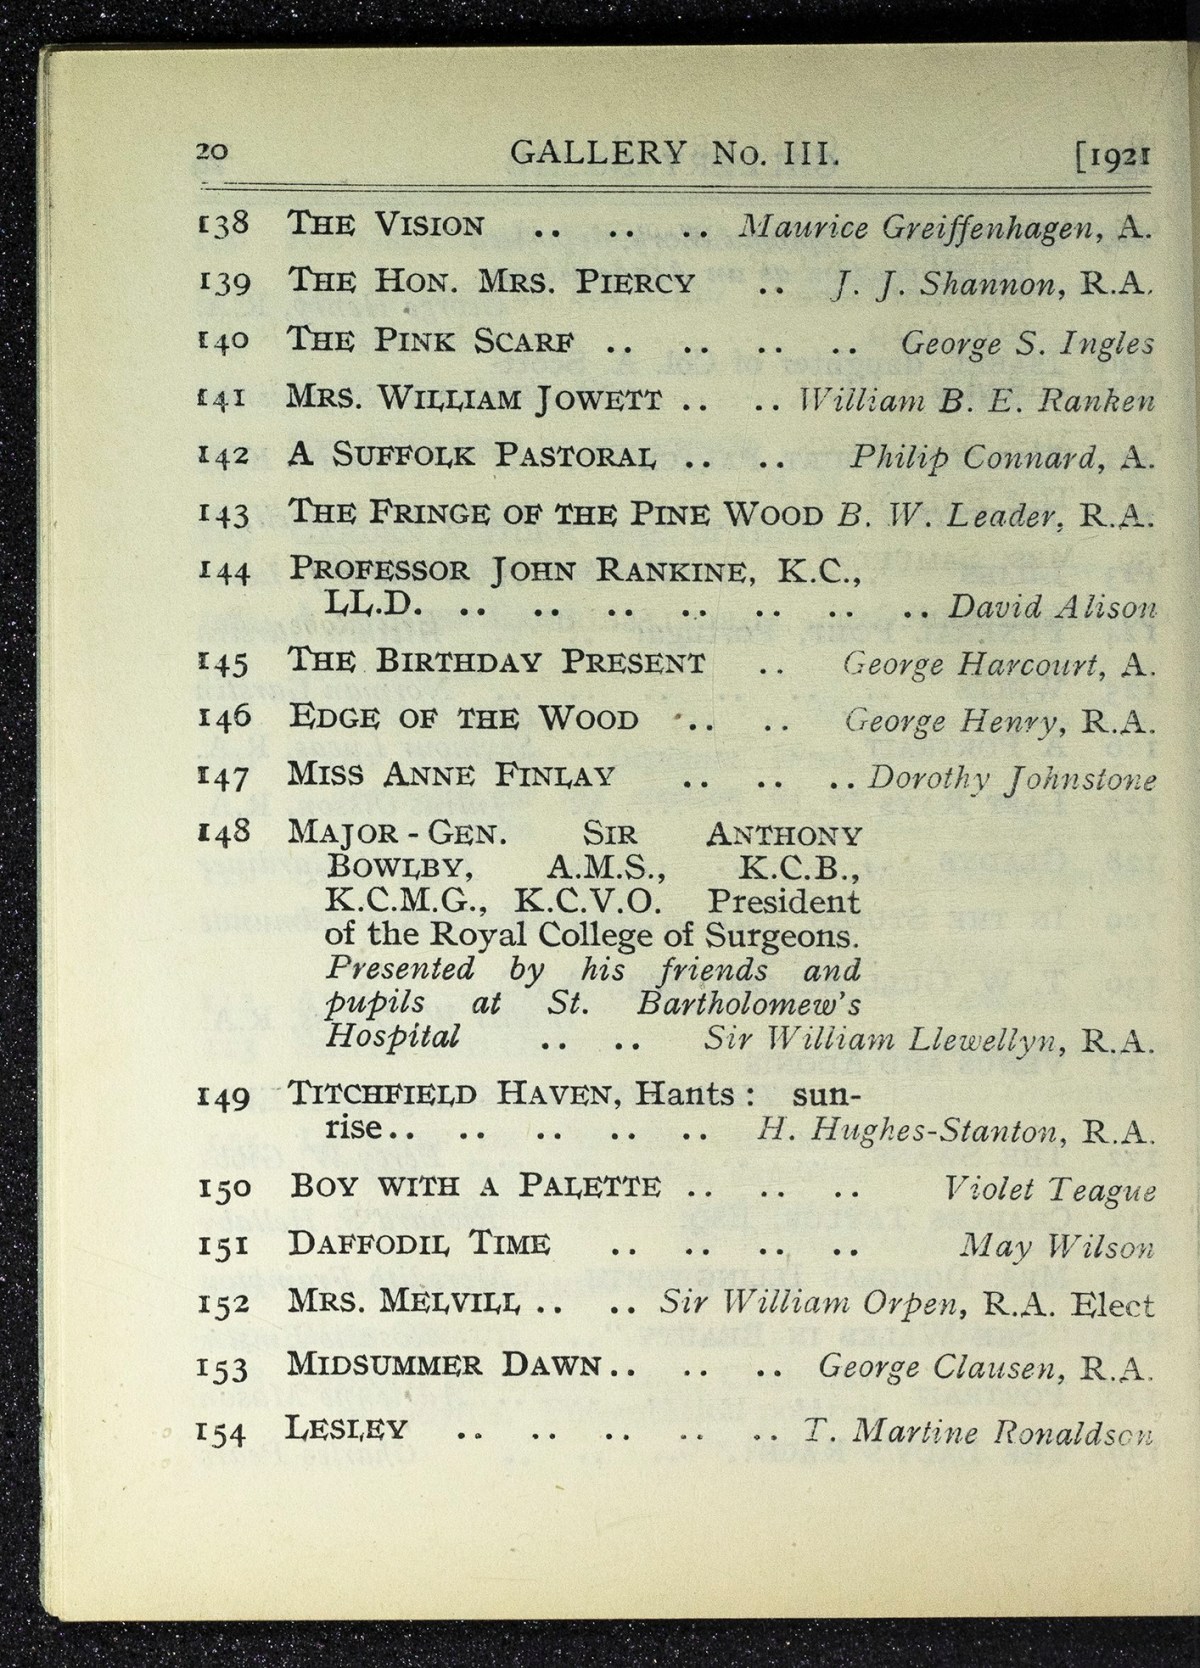 20 GALLERY No. III. [1921
138 THE VISION .. .. .. Maurice Greiffenhagen, A.
139 THE HON. MRS. PIERCY .. J. J. Shannon, R.A.
140 THE PINK SCARF .. .. .. .. George S. Ingles
141 MRS. WILLIAM JOWETT .. .. William B. E. Ranken
142 A SUFFOLK PASTORAL .. .. Philip Connard, A.
143 THE FRINGE OF THE PINE WOOD B. W. Leader, R.A.
144 PROFESSOR JOHN RANKINE, K.C.,
LL.D. .. .. .. .. .. .. .. David Alison
145 THE BIRTHDAY PRESENT .. George Harcourt, A.
146 EDGE OF THE WOOD .. .. George Henry, R.A.
147 MISS ANNE FINLAY .. .. .. Dorothy Johnstone
148 MAJOR-GEN. SIR ANTHONY
BOWLBY, A.M.S., K.C.B.,
K.C.M.G., K.C.V.O. President
of the Royal College of Surgeons.
Presented by his friends and
pupils at St. Bartholomew's
Hospital .. .. Sir William Llewellyn, R.A.
149 TITCHFIELD HAVEN, Hants : sun-
rise .. .. .. .. .. H. Hughes-Stanton, R.A.
150 BOY WITH A PALETTE .. .. .. Violet Teague
151 DAFFODIL TIME .. .. .. .. May Wilson
152 MRS. MELVILL .. .. Sir William Orpen, R.A. Elect
153 MIDSUMMER DAWN .. .. .. George Clausen, R.A.
154 LESLEY .. .. .. .. .. T. Martine Ronaldson